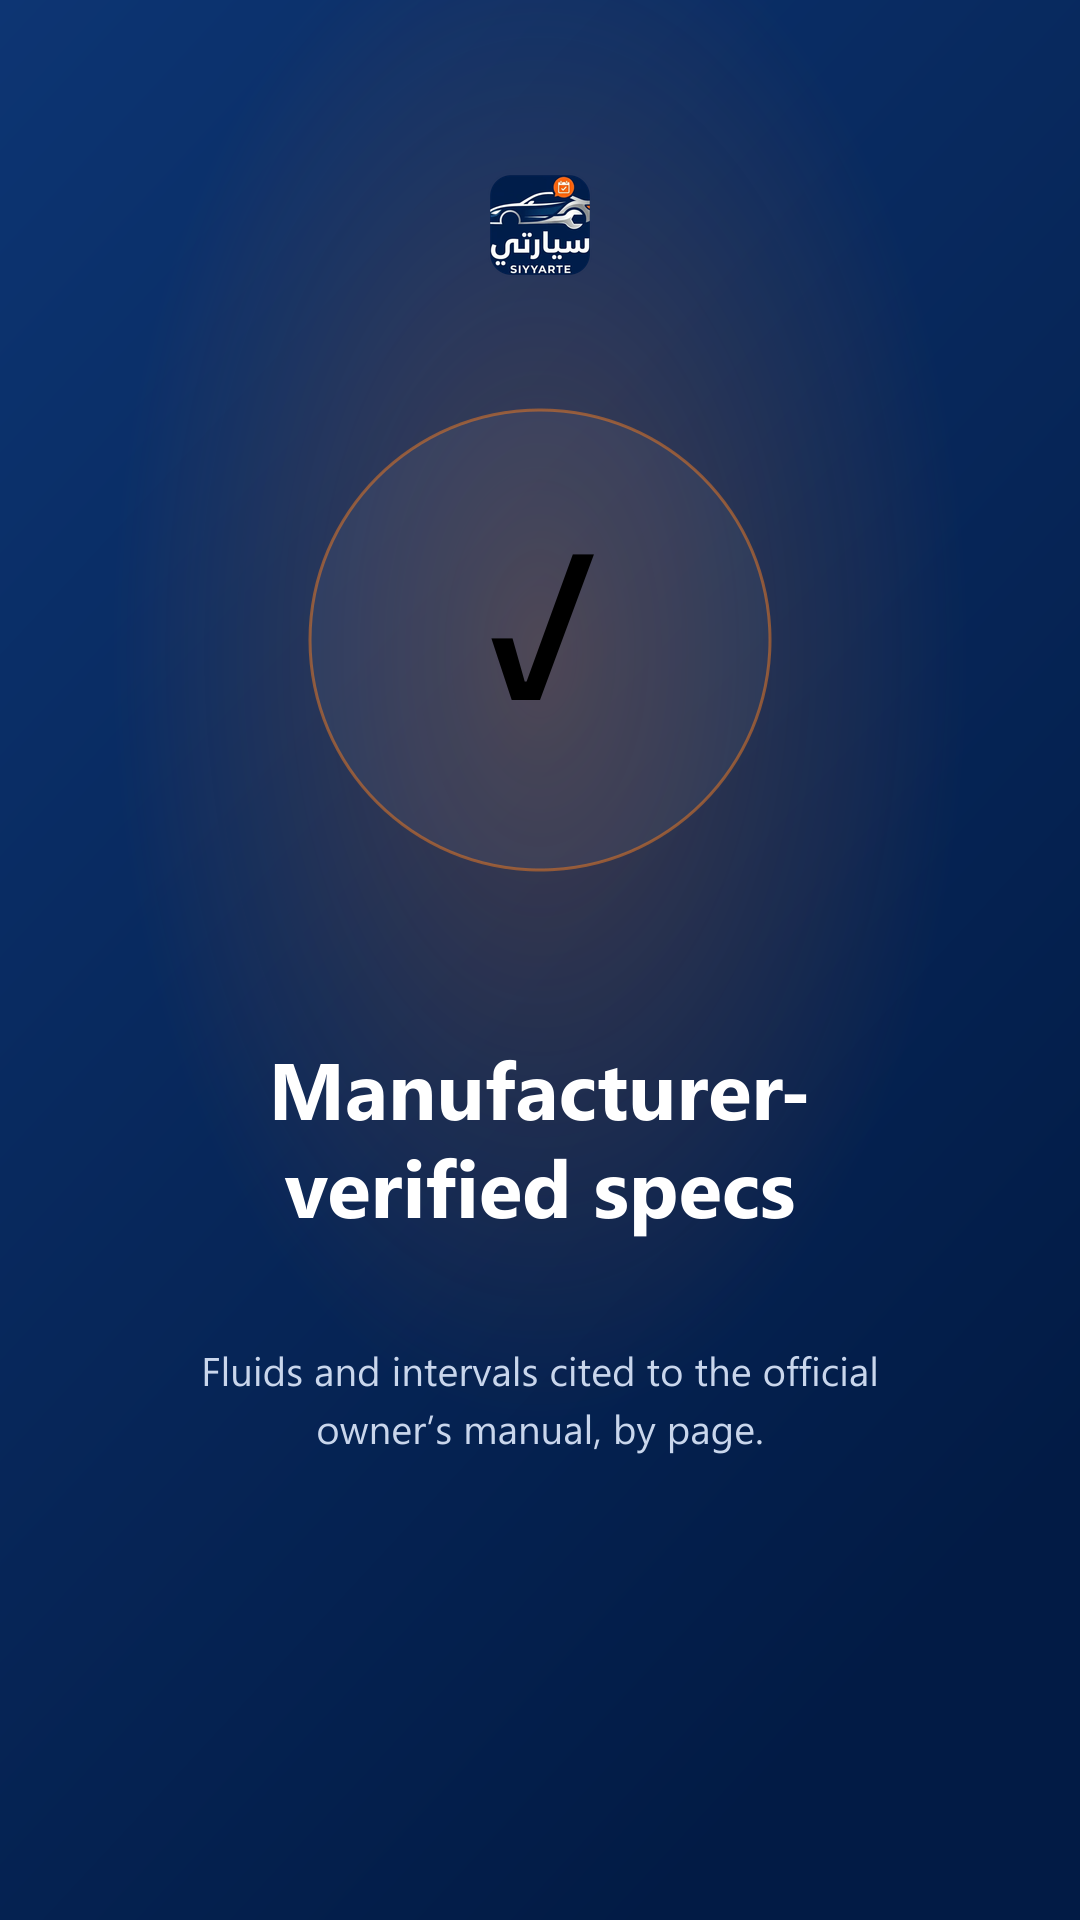 سيارتي
SIYYARTE
Manufacturer-
verified specs
Fluids and intervals cited to the official
owner’s manual, by page.